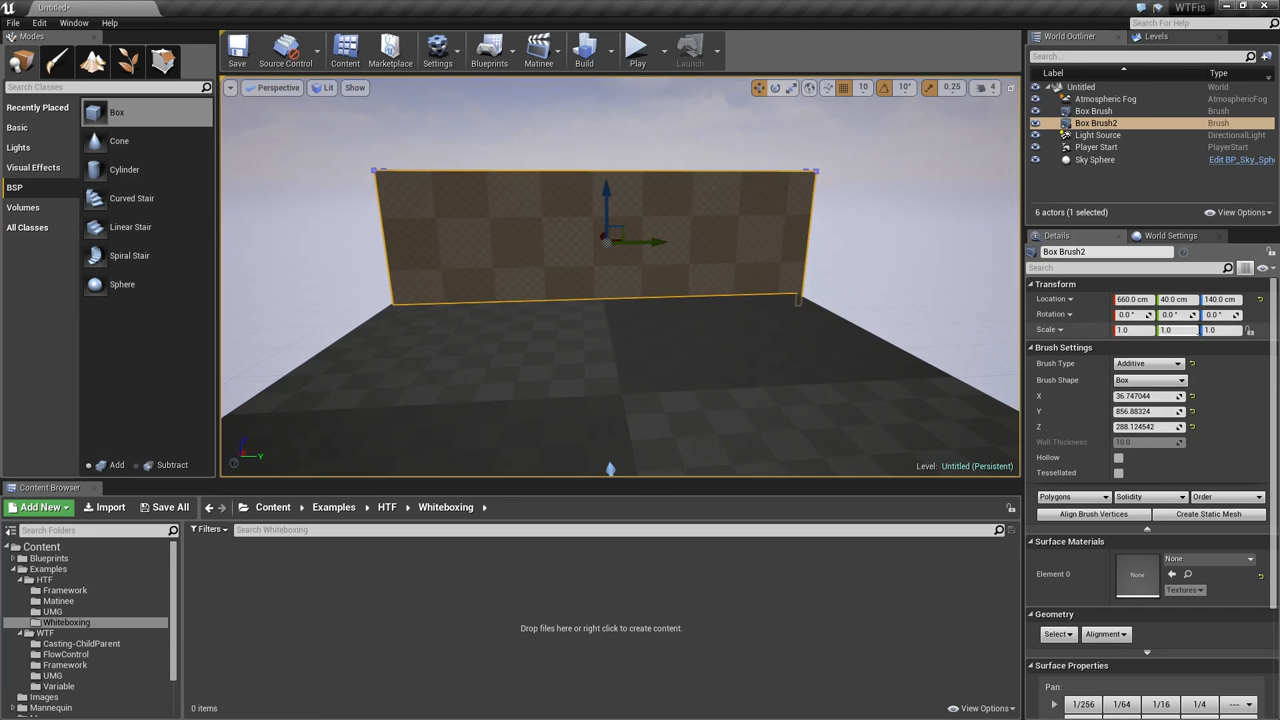 Untitled*
WTFis
File Edit Window Help
Search For Help
Modes
Search Classes
Recently Placed
Basic
Lights
Visual Effects
BSP
Volumes
All Classes
Box
Cone
Cylinder
Curved Stair
Linear Stair
Spiral Stair
Sphere
Add Subtract
Save Source Control Content Marketplace Settings Blueprints Matinee Build Play Launch
Perspective Lit Show
10 10° 0.25 4
Z
Y
Level: Untitled (Persistent)
World Outliner Levels
Search...
Label Type
Untitled World
Atmospheric Fog AtmosphericFog
Box Brush Brush
Box Brush2 Brush
Light Source DirectionalLight
Player Start PlayerStart
Sky Sphere Edit BP_Sky_Sph
6 actors (1 selected) View Options
Details World Settings
Box Brush2
Search
Transform
Location 660.0 cm 40.0 cm 140.0 cm
Rotation 0.0 ° 0.0 ° 0.0 °
Scale 1.0 1.0 1.0
Brush Settings
Brush Type Additive
Brush Shape Box
X 36.747044
Y 856.88324
Z 288.124542
Wall Thickness 10.0
Hollow
Tessellated
Polygons Solidity Order
Align Brush Vertices Create Static Mesh
Surface Materials
Element 0 None None
Textures
Geometry
Select Alignment
Surface Properties
Pan:
1/256 1/64 1/16 1/4 ---
Content Browser
Add New Import Save All Content Examples HTF Whiteboxing
Search Folders
Filters Search Whiteboxing
Content
Blueprints
Examples
HTF
Framework
Matinee
UMG
Whiteboxing
WTF
Casting-ChildParent
FlowControl
Framework
UMG
Variable
Images
Mannequin
Drop files here or right click to create content.
0 items View Options